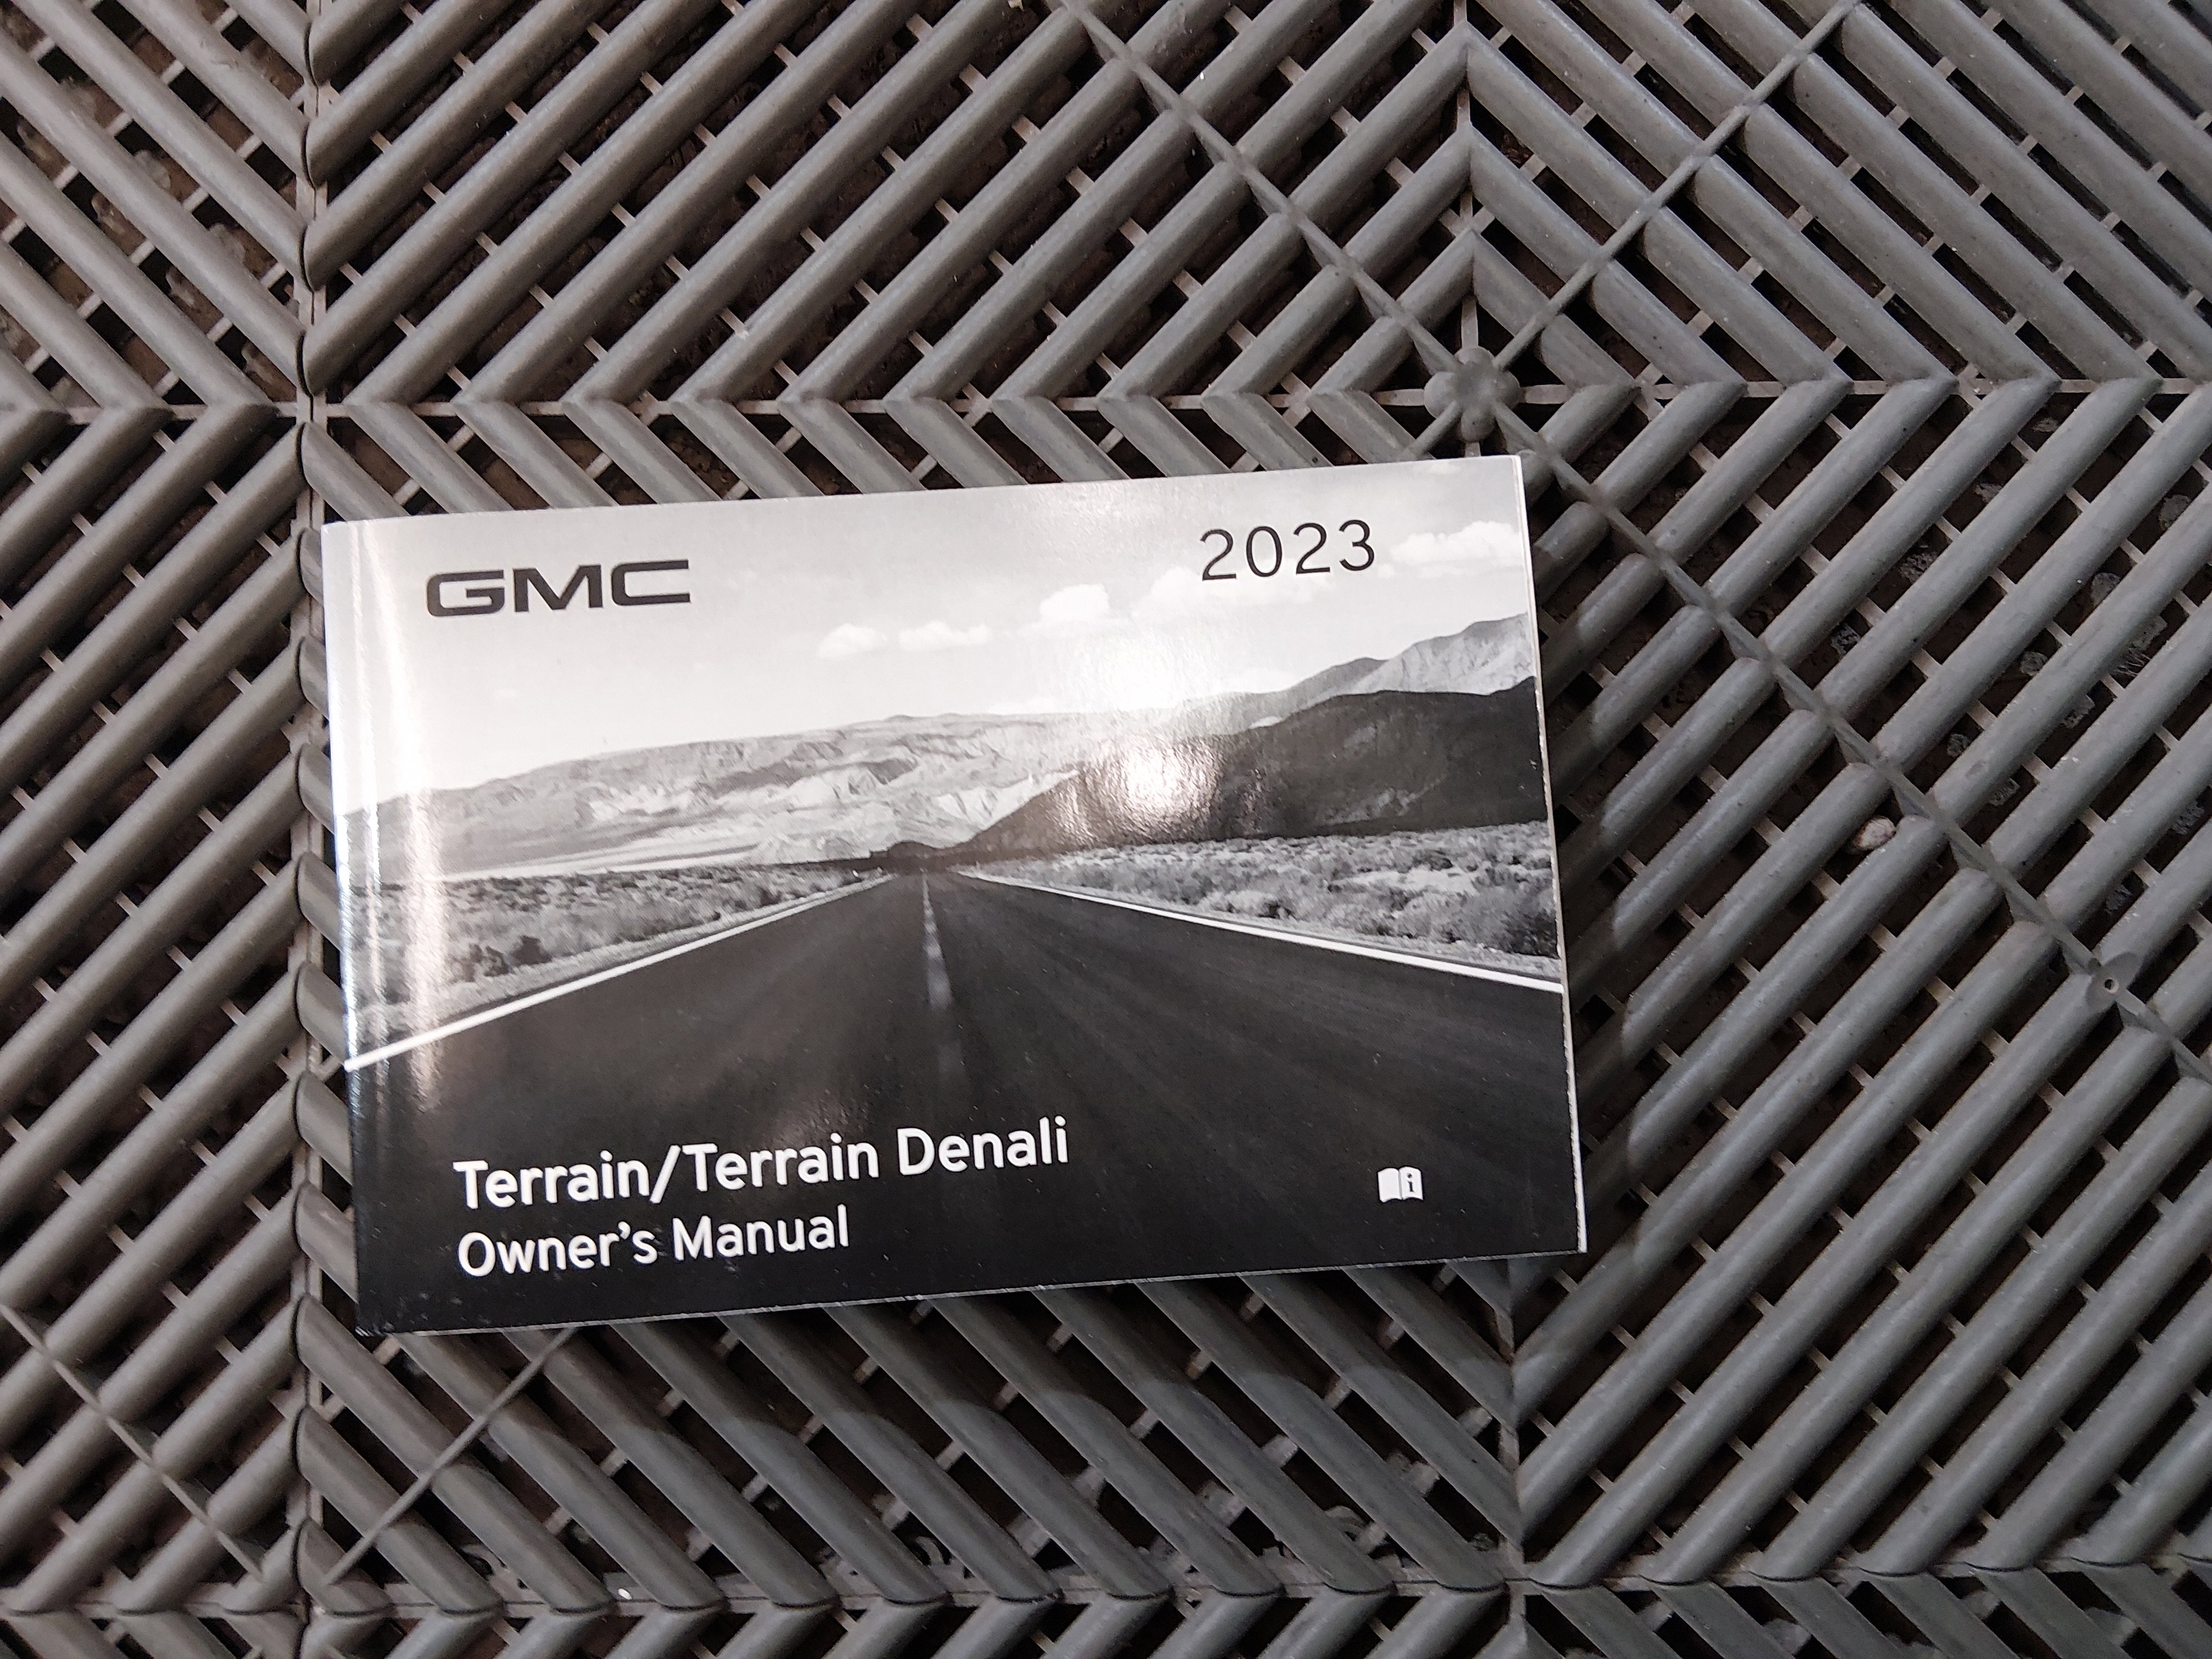 GMC
2023
Terrain/Terrain Denali
Owner's Manual